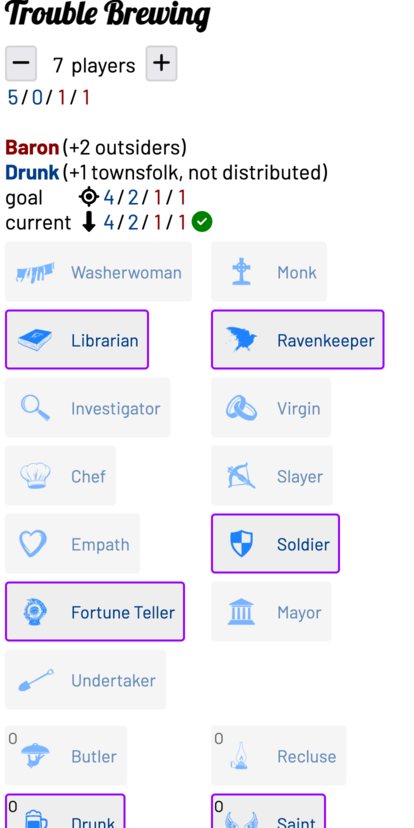 Trouble Brewing
− 7 players +
5/0/1/1
Baron (+2 outsiders)
Drunk (+1 townsfolk, not distributed)
goal 4/2/1/1
current 4/2/1/1
Washerwoman
Monk
Librarian
Ravenkeeper
Investigator
Virgin
Chef
Slayer
Empath
Soldier
Fortune Teller
Mayor
Undertaker
0 Butler
0 Recluse
0 Drunk
0 Saint